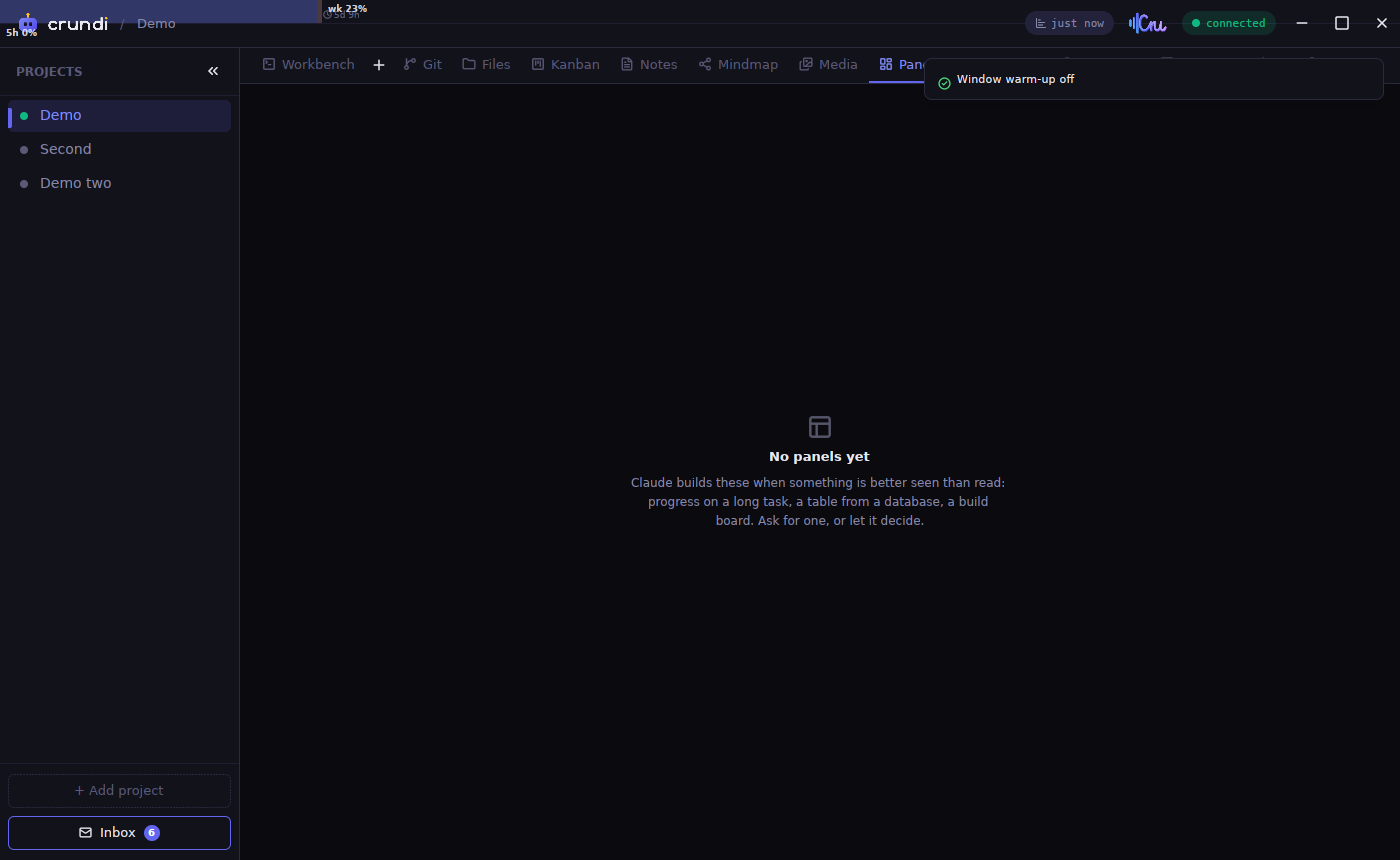 wk 23%
5d 9h
5h 0%
crundi / Demo
just now
Cru
connected
PROJECTS
Workbench
Git
Files
Kanban
Notes
Mindmap
Media
Window warm-up off
Demo
Second
Demo two
No panels yet
Claude builds these when something is better seen than read:
progress on a long task, a table from a database, a build
board. Ask for one, or let it decide.
+ Add project
Inbox 6